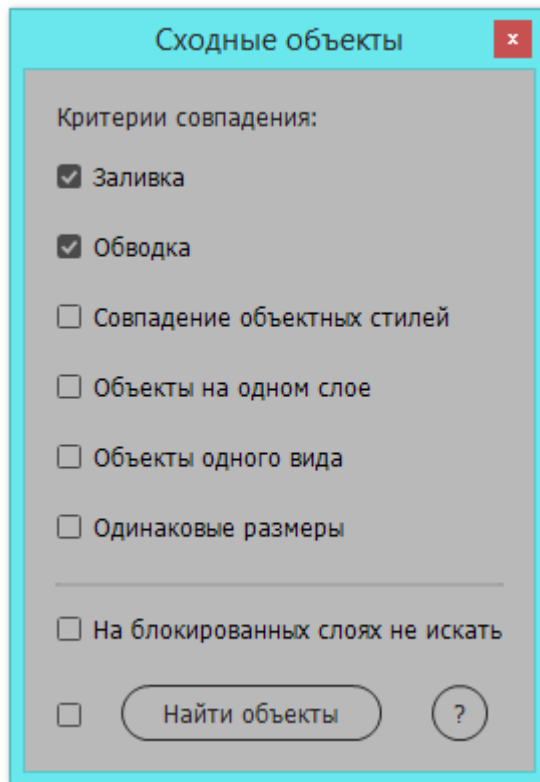 Сходные объекты
x
Критерии совпадения:
Заливка
Обводка
Совпадение объектных стилей
Объекты на одном слое
Объекты одного вида
Одинаковые размеры
На блокированных слоях не искать
Найти объекты ?